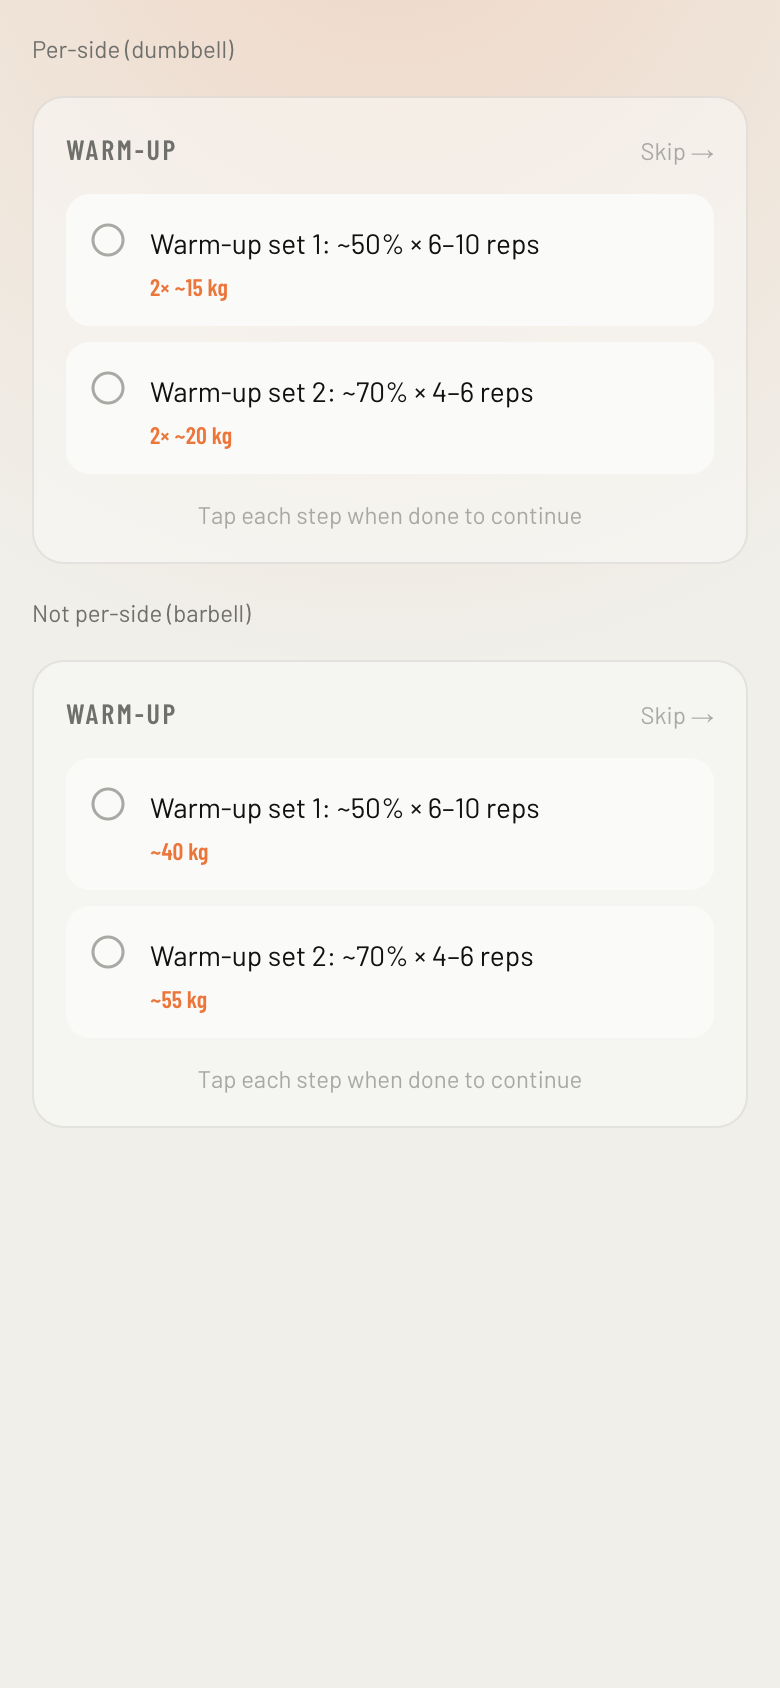 Per-side (dumbbell)
WARM-UP
Skip →
Warm-up set 1: ~50% × 6–10 reps
2× ~15 kg
Warm-up set 2: ~70% × 4–6 reps
2× ~20 kg
Tap each step when done to continue
Not per-side (barbell)
WARM-UP
Skip →
Warm-up set 1: ~50% × 6–10 reps
~40 kg
Warm-up set 2: ~70% × 4–6 reps
~55 kg
Tap each step when done to continue